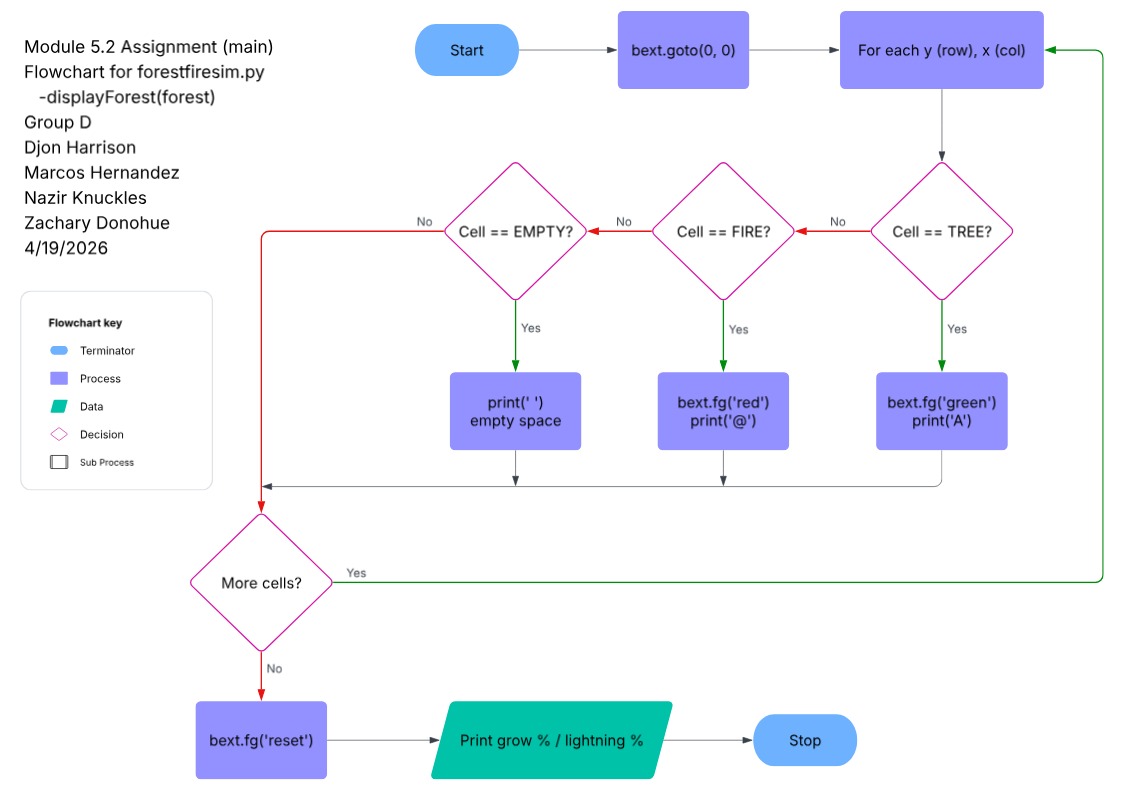 Module 5.2 Assignment (main)
Flowchart for forestfiresim.py
-displayForest(forest)
Group D
Djon Harrison
Marcos Hernandez
Nazir Knuckles
Zachary Donohue
4/19/2026
Flowchart key
Terminator
Process
Data
Decision
Sub Process
Start
bext.goto(0, 0)
For each y (row), x (col)
Cell == TREE?
No
Yes
Cell == FIRE?
No
Yes
Cell == EMPTY?
No
Yes
bext.fg('green')
print('A')
bext.fg('red')
print('@')
print(' ')
empty space
More cells?
Yes
No
bext.fg('reset')
Print grow % / lightning %
Stop